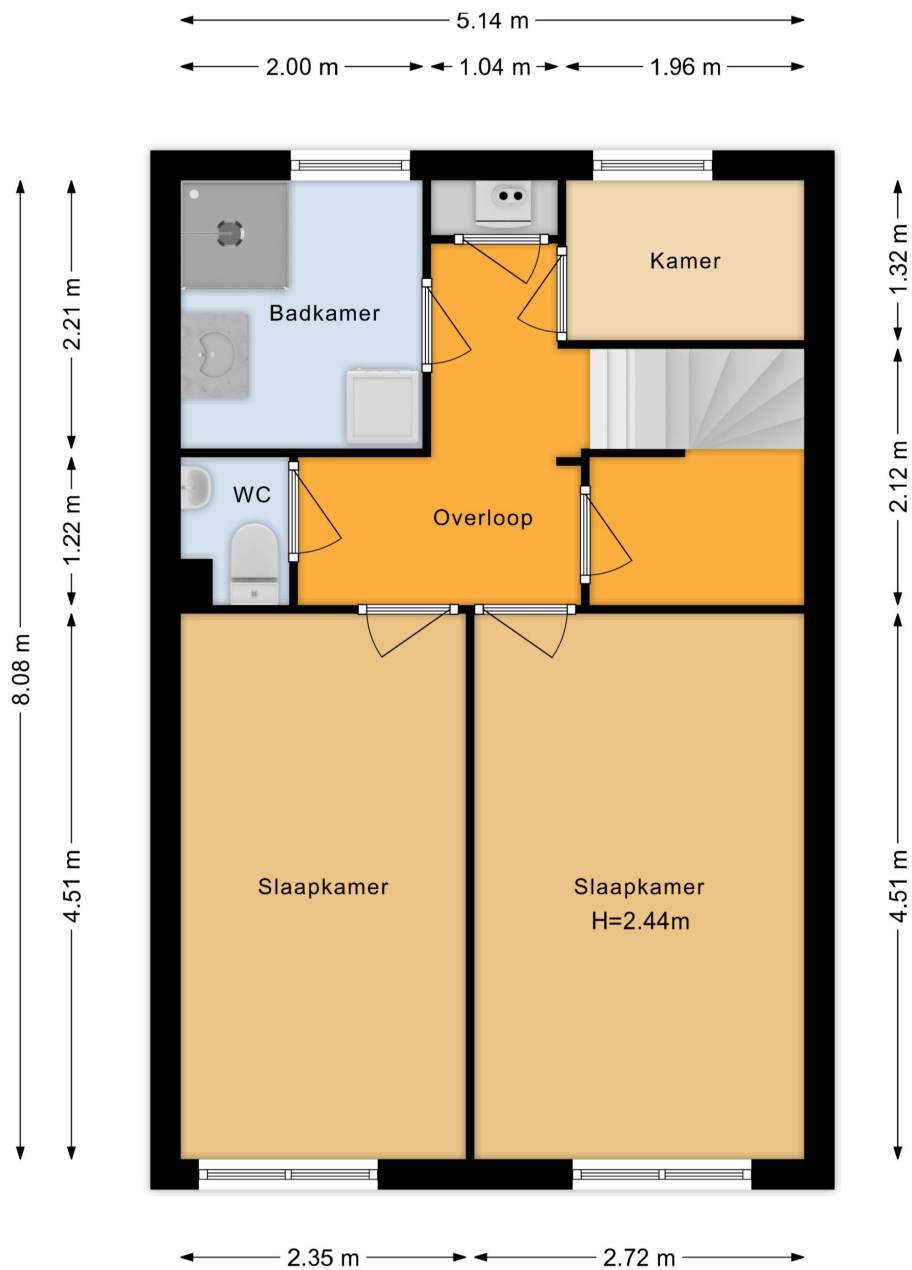 5.14 m
2.00 m
1.04 m
1.96 m
Kamer
Badkamer
1.32 m
2.21 m
WC
2.12 m
Overloop
1.22 m
8.08 m
Slaapkamer
Slaapkamer
H=2.44m
4.51 m
4.51 m
2.35 m
2.72 m